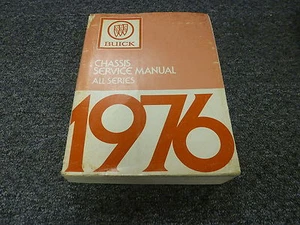 BUICK
CHASSIS
SERVICE MANUAL
ALL SERIES
1976